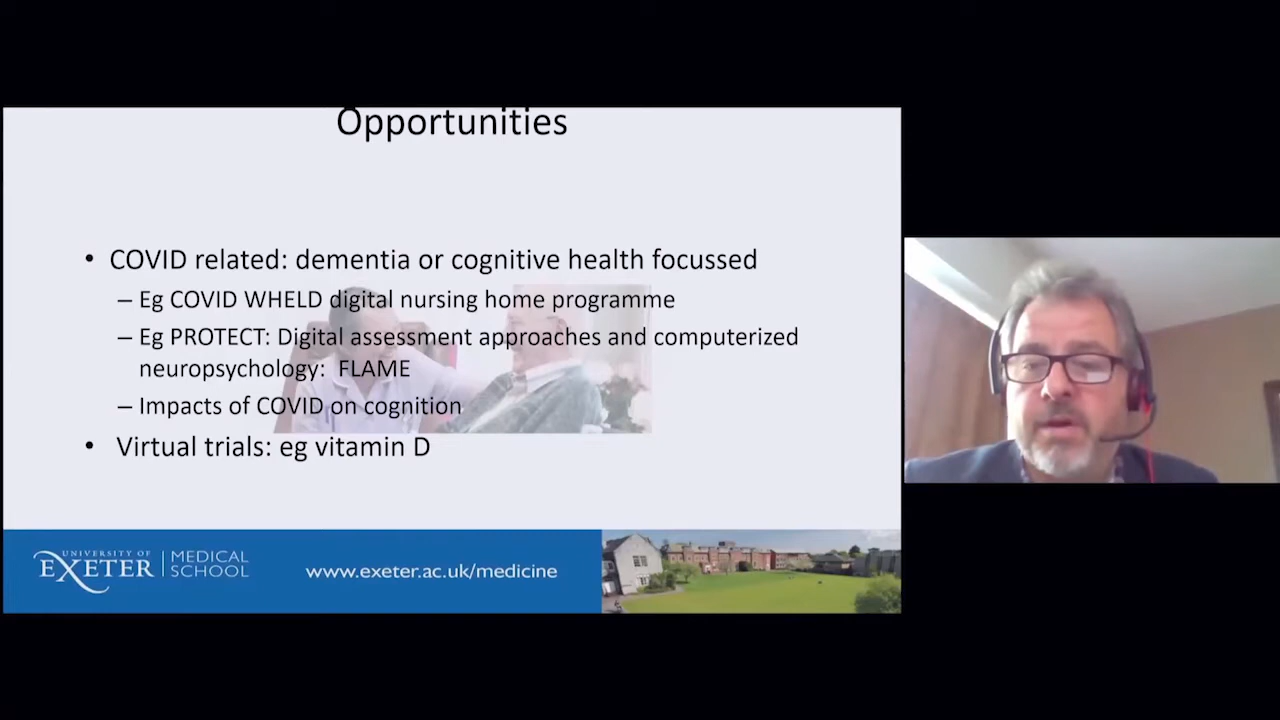 Opportunities
• COVID related: dementia or cognitive health focussed
– Eg COVID WHELD digital nursing home programme
– Eg PROTECT: Digital assessment approaches and computerized
neuropsychology: FLAME
– Impacts of COVID on cognition
• Virtual trials: eg vitamin D
UNIVERSITY OF
EXETER
MEDICAL
SCHOOL
www.exeter.ac.uk/medicine